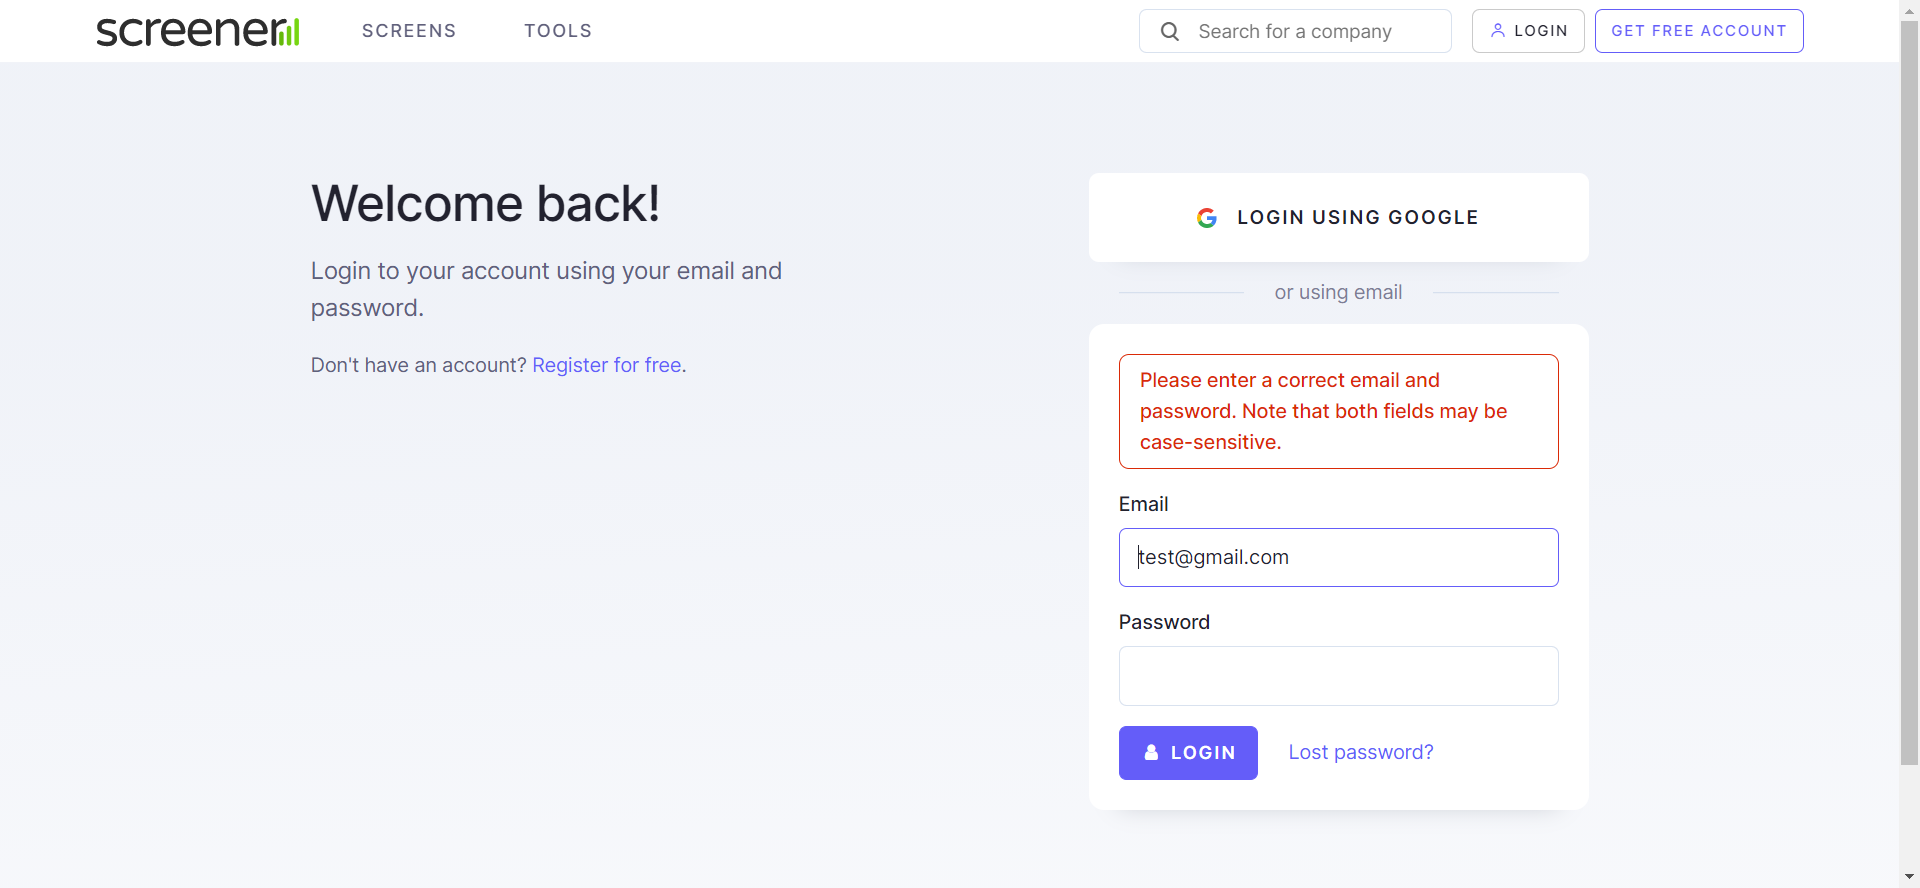 screener
SCREENS
TOOLS
Search for a company
LOGIN
GET FREE ACCOUNT
Welcome back!
Login to your account using your email and
password.
Don't have an account? Register for free.
LOGIN USING GOOGLE
or using email
Please enter a correct email and
password. Note that both fields may be
case-sensitive.
Email
test@gmail.com
Password
LOGIN
Lost password?